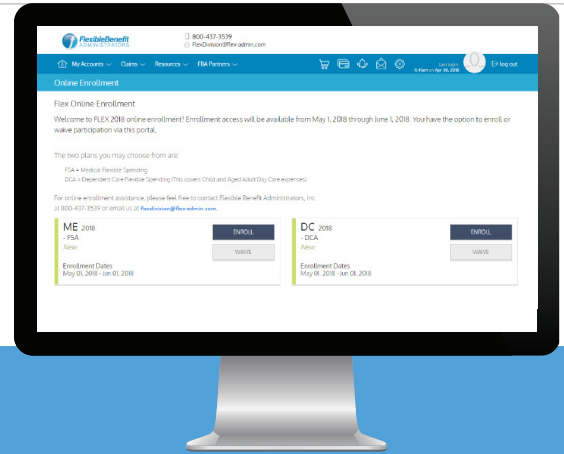 FlexibleBenefit
ADMINISTRATORS
800-437-3539
FlexDivision@flex-admin.com
My Accounts
Claims
Resources
FBA Partners
Last login
on Apr 30, 2018
log out
Online Enrollment
Flex Online Enrollment
Welcome to FLEX 2018 online enrollment! Enrollment access will be available from May 1, 2018 through June 1, 2018. You have the option to enroll or
waive participation via this portal.
The two plans you may choose from are:
FSA = Medical Flexible Spending
DCA = Dependent Care Flexible Spending (This covers Child and Aged Adult Day Care expenses)
For online enrollment assistance, please feel free to contact Flexible Benefit Administrators, Inc.
at 800-437-3539 or email us at flexdivision@flex-admin.com.
ME 2018
- FSA
New
ENROLL
WAIVE
Enrollment Dates
May 01, 2018 - Jun 01, 2018
DC 2018
- DCA
New
ENROLL
WAIVE
Enrollment Dates
May 01, 2018 - Jun 01, 2018